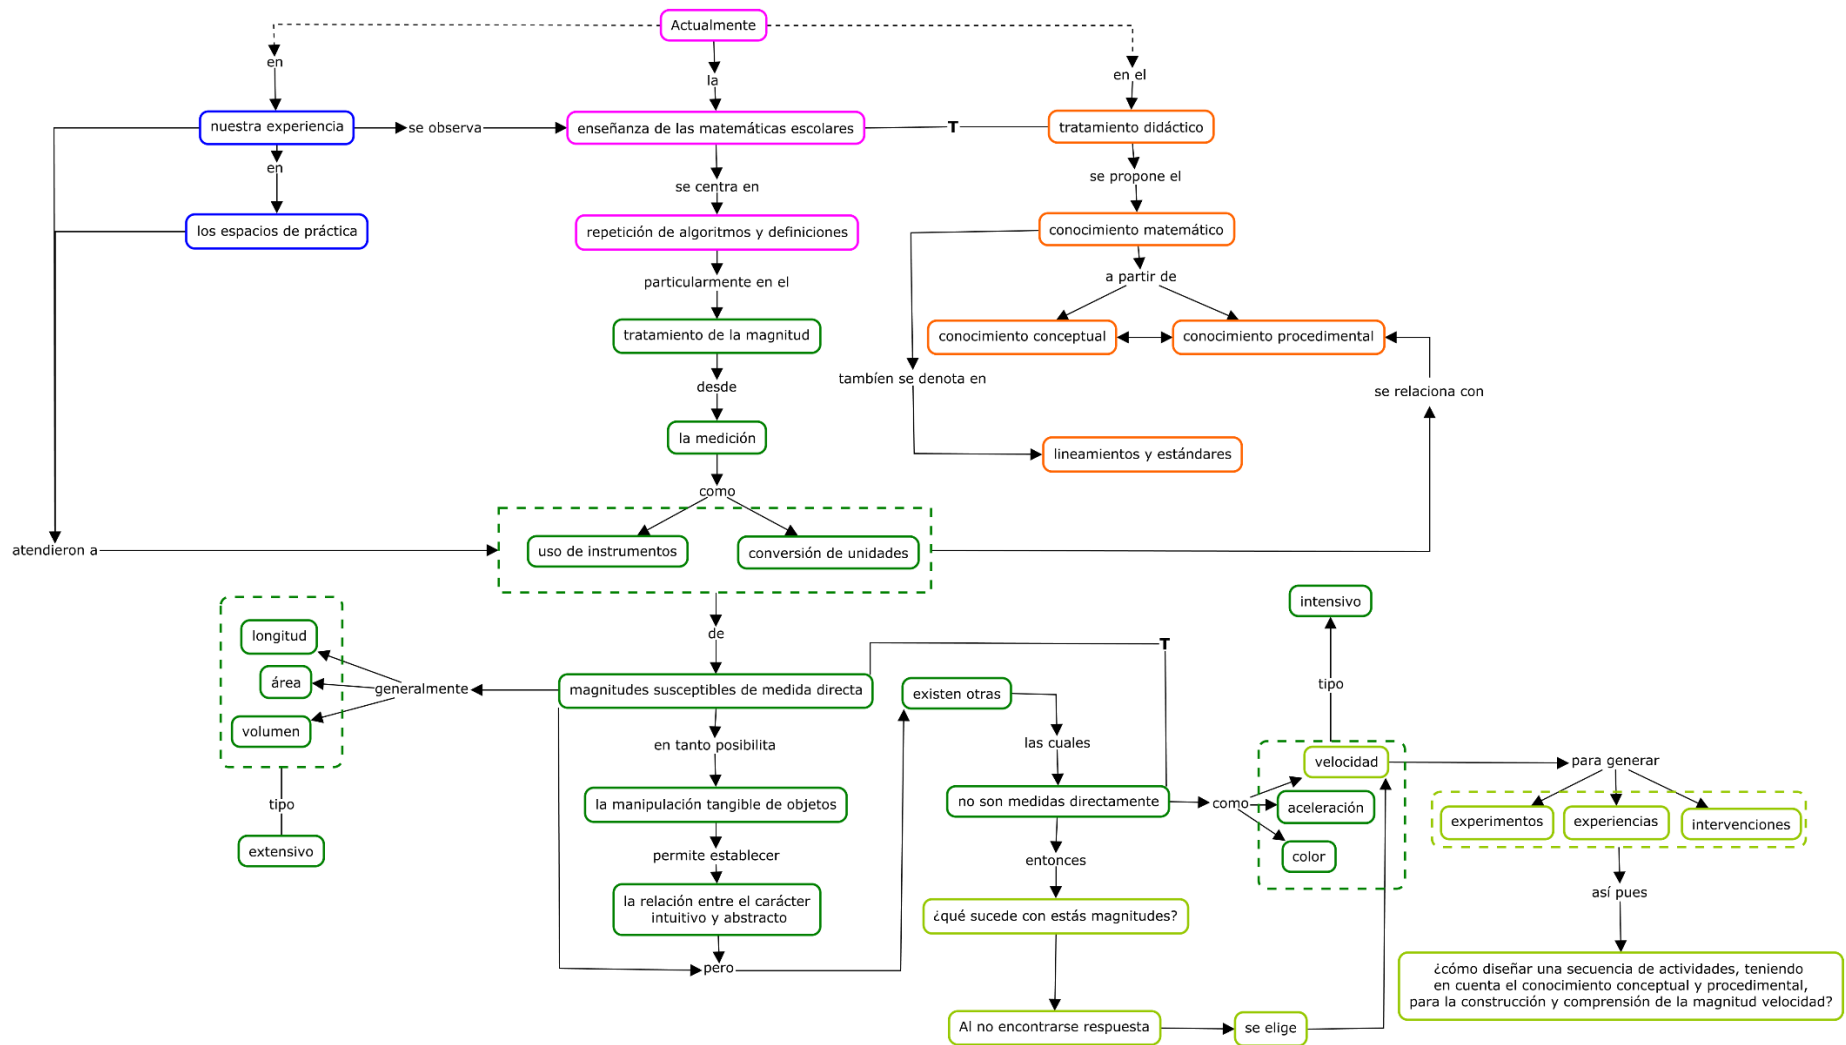 Actualmente
en
la
en el
nuestra experiencia
se observa
enseñanza de las matemáticas escolares
T
tratamiento didáctico
en
se centra en
se propone el
los espacios de práctica
repetición de algoritmos y definiciones
conocimiento matemático
particularmente en el
a partir de
tratamiento de la magnitud
conocimiento conceptual
conocimiento procedimental
desde
tambíen se denota en
se relaciona con
la medición
lineamientos y estándares
como
atendieron a
uso de instrumentos
conversión de unidades
intensivo
longitud
de
T
área
generalmente
magnitudes susceptibles de medida directa
existen otras
tipo
volumen
en tanto posibilita
las cuales
velocidad
para generar
tipo
la manipulación tangible de objetos
no son medidas directamente
como
aceleración
experimentos
experiencias
intervenciones
extensivo
permite establecer
entonces
color
así pues
la relación entre el carácter
intuitivo y abstracto
¿qué sucede con estás magnitudes?
pero
¿cómo diseñar una secuencia de actividades, teniendo
en cuenta el conocimiento conceptual y procedimental,
para la construcción y comprensión de la magnitud velocidad?
Al no encontrarse respuesta
se elige